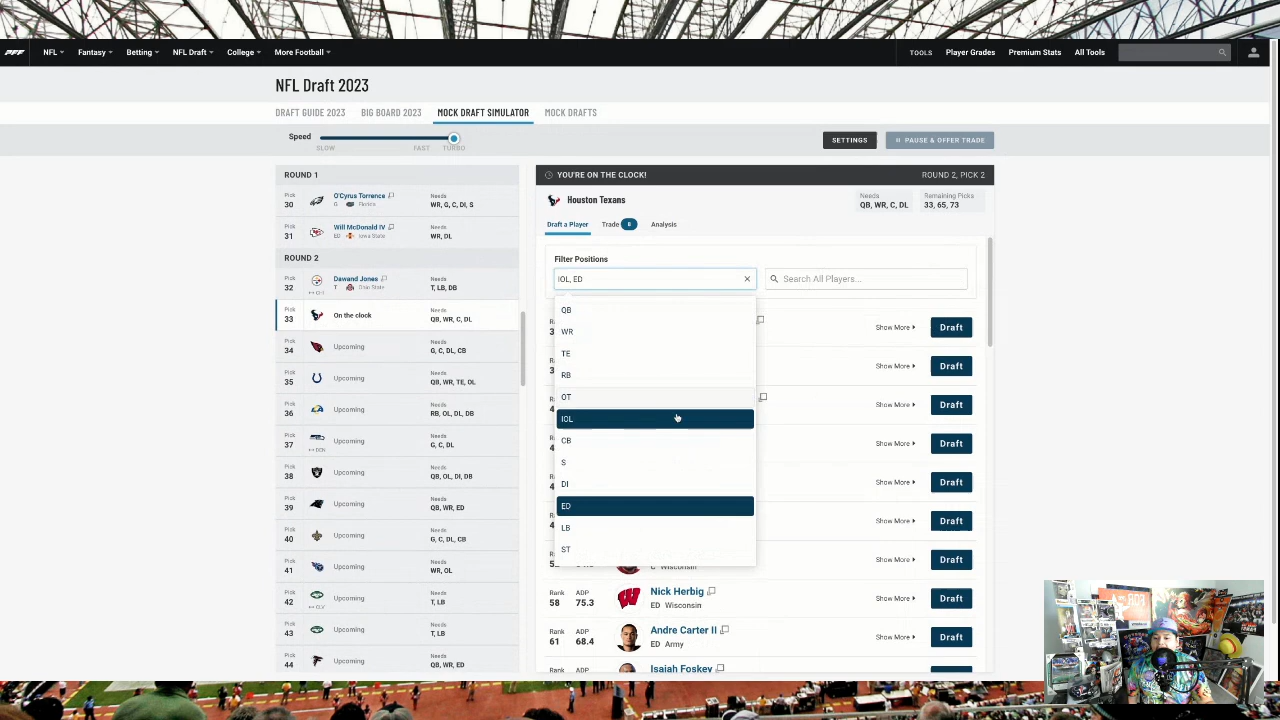 PFF NFL Fantasy Betting NFL Draft College More Football TOOLS Player Grades Premium Stats All Tools
NFL Draft 2023
DRAFT GUIDE 2023 BIG BOARD 2023 MOCK DRAFT SIMULATOR MOCK DRAFTS
Speed SLOW FAST TURBO SETTINGS PAUSE & OFFER TRADE
ROUND 1
Pick 30 O'Cyrus Torrence G Florida Needs WR, G, C, DI, S
Pick 31 Will McDonald IV ED Iowa State Needs WR, DL
ROUND 2
Pick 32 Dawand Jones T Ohio State Needs T, LB, DB
Pick 33 On the clock Needs QB, WR, C, DL
Pick 34 Upcoming Needs G, C, DL, CB
Pick 35 Upcoming Needs QB, WR, TE, OL
Pick 36 Upcoming Needs RB, OL, DL, DB
Pick 37 Upcoming Needs G, C, DL
Pick 38 Upcoming Needs QB, OL, DI, DB
Pick 39 Upcoming Needs QB, WR, ED
Pick 40 Upcoming Needs G, C, DL, CB
Pick 41 Upcoming Needs WR, OL
Pick 42 Upcoming Needs T, LB
Pick 43 Upcoming Needs T, LB
Pick 44 Upcoming Needs QB, WR, ED
YOU'RE ON THE CLOCK! ROUND 2, PICK 2
Houston Texans Needs QB, WR, C, DL Remaining Picks 33, 65, 73
Draft a Player Trade 8 Analysis
Filter Positions
IOL, ED Search All Players...
QB
WR
TE
RB
OT
IOL
CB
S
DI
ED
LB
ST
Show More Draft
Show More Draft
Show More Draft
Show More Draft
Show More Draft
Show More Draft
C Wisconsin Show More Draft
Rank 58 ADP 75.3 Nick Herbig ED Wisconsin Show More Draft
Rank 61 ADP 68.4 Andre Carter II ED Army Show More Draft
Rank ADP Isaiah Foskey